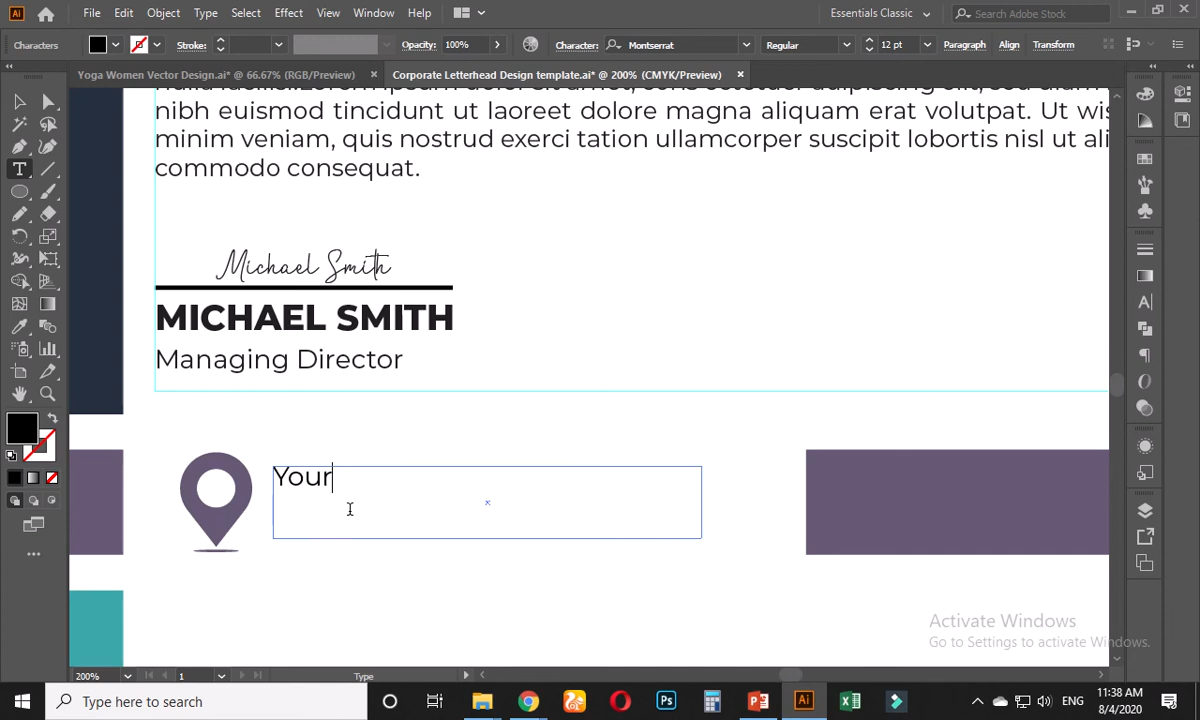 Ai File Edit Object Type Select Effect View Window Help Essentials Classic Search Adobe Stock
Characters Stroke: Opacity: 100% Character: Montserrat Regular 12 pt Paragraph Align Transform
Yoga Women Vector Design.ai* @ 66.67% (RGB/Preview) Corporate Letterhead Design template.ai* @ 200% (CMYK/Preview)
nibh euismod tincidunt ut laoreet dolore magna aliquam erat volutpat. Ut wis
minim veniam, quis nostrud exerci tation ullamcorper suscipit lobortis nisl ut ali
commodo consequat.
Michael Smith
MICHAEL SMITH
Managing Director
Your
Activate Windows
Go to Settings to activate Windows.
200% 1 Type
Type here to search Ps Ai ENG 11:38 AM
8/4/2020